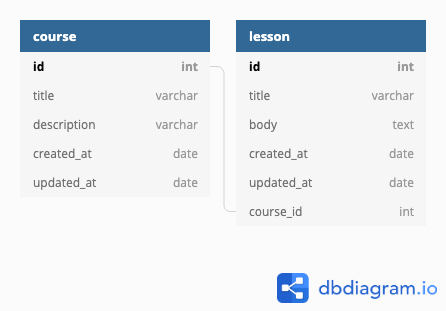 course
id int
title varchar
description varchar
created_at date
updated_at date
lesson
id int
title varchar
body text
created_at date
updated_at date
course_id int
dbdiagram.io